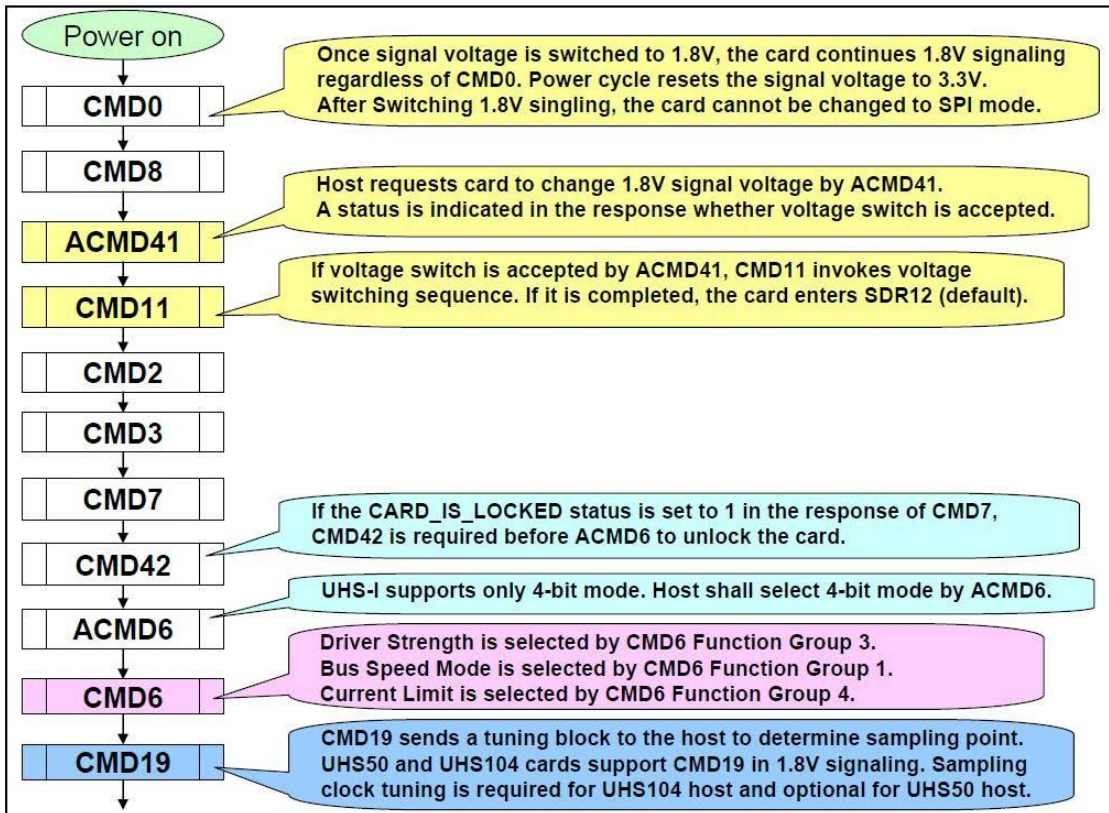 Power on
Once signal voltage is switched to 1.8V, the card continues 1.8V signaling
regardless of CMD0. Power cycle resets the signal voltage to 3.3V.
After Switching 1.8V singling, the card cannot be changed to SPI mode.
CMD0
CMD8
Host requests card to change 1.8V signal voltage by ACMD41.
A status is indicated in the response whether voltage switch is accepted.
ACMD41
If voltage switch is accepted by ACMD41, CMD11 invokes voltage
switching sequence. If it is completed, the card enters SDR12 (default).
CMD11
CMD2
CMD3
CMD7
If the CARD_IS_LOCKED status is set to 1 in the response of CMD7,
CMD42 is required before ACMD6 to unlock the card.
CMD42
UHS-I supports only 4-bit mode. Host shall select 4-bit mode by ACMD6.
ACMD6
Driver Strength is selected by CMD6 Function Group 3.
Bus Speed Mode is selected by CMD6 Function Group 1.
Current Limit is selected by CMD6 Function Group 4.
CMD6
CMD19 sends a tuning block to the host to determine sampling point.
UHS50 and UHS104 cards support CMD19 in 1.8V signaling. Sampling
clock tuning is required for UHS104 host and optional for UHS50 host.
CMD19